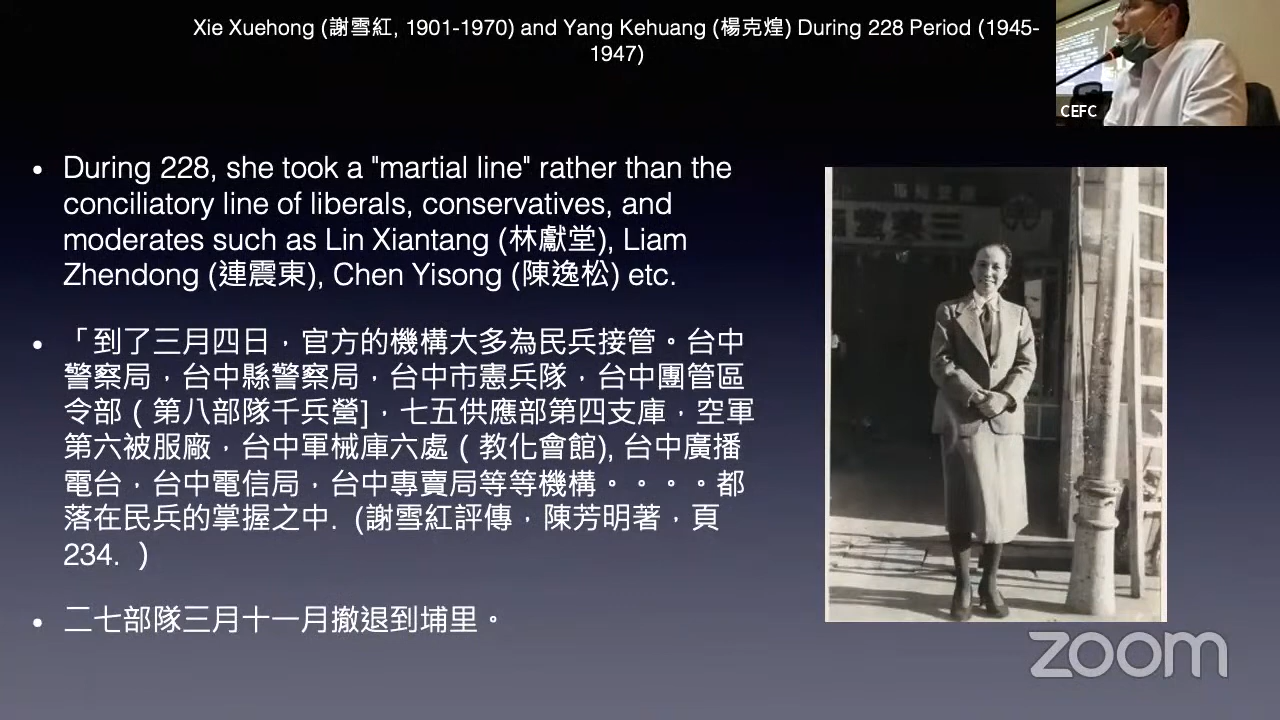 Xie Xuehong (謝雪紅, 1901-1970) and Yang Kehuang (楊克煌) During 228 Period (1945-
1947)
CEFC
• During 228, she took a "martial line" rather than the
conciliatory line of liberals, conservatives, and
moderates such as Lin Xiantang (林獻堂), Liam
Zhendong (連震東), Chen Yisong (陳逸松) etc.
• 「到了三月四日，官方的機構大多為民兵接管。台中
警察局，台中縣警察局，台中市憲兵隊，台中團管區
令部 ( 第八部隊千兵營]，七五供應部第四支庫，空軍
第六被服廠，台中軍械庫六處 ( 教化會館), 台中廣播
電台，台中電信局，台中專賣局等等機構。。。。都
落在民兵的掌握之中. (謝雪紅評傳，陳芳明著，頁
234. )
• 二七部隊三月十一月撤退到埔里。
三美堂
zoom